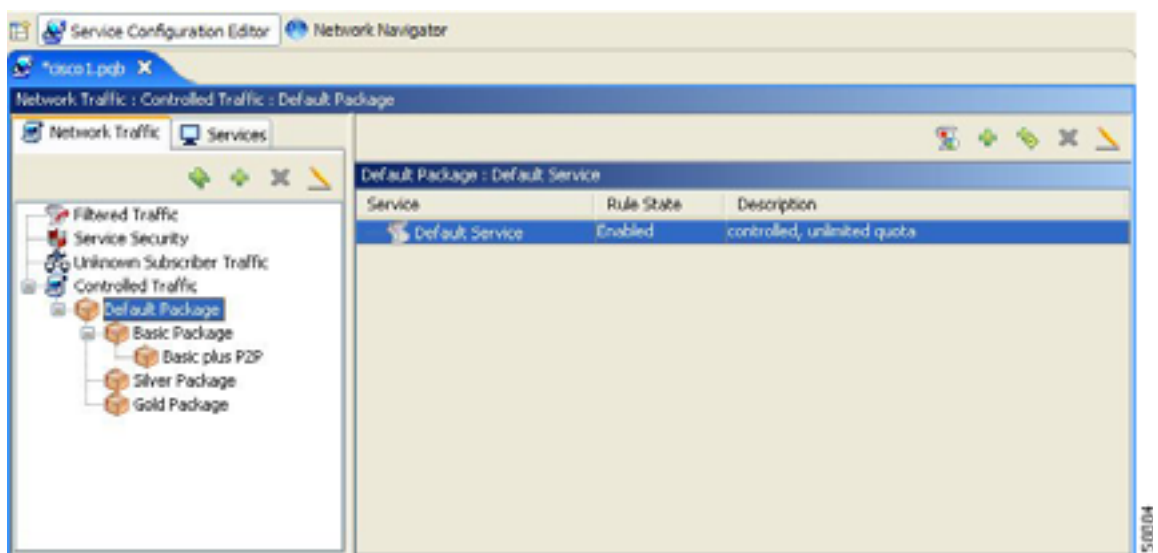 Service Configuration Editor Network Navigator
*cisco1.pqb
Network Traffic : Controlled Traffic : Default Package
Network Traffic Services
Default Package : Default Service
Service Rule State Description
Default Service Enabled controlled, unlimited quota
Filtered Traffic
Service Security
Unknown Subscriber Traffic
Controlled Traffic
Default Package
Basic Package
Basic plus P2P
Silver Package
Gold Package